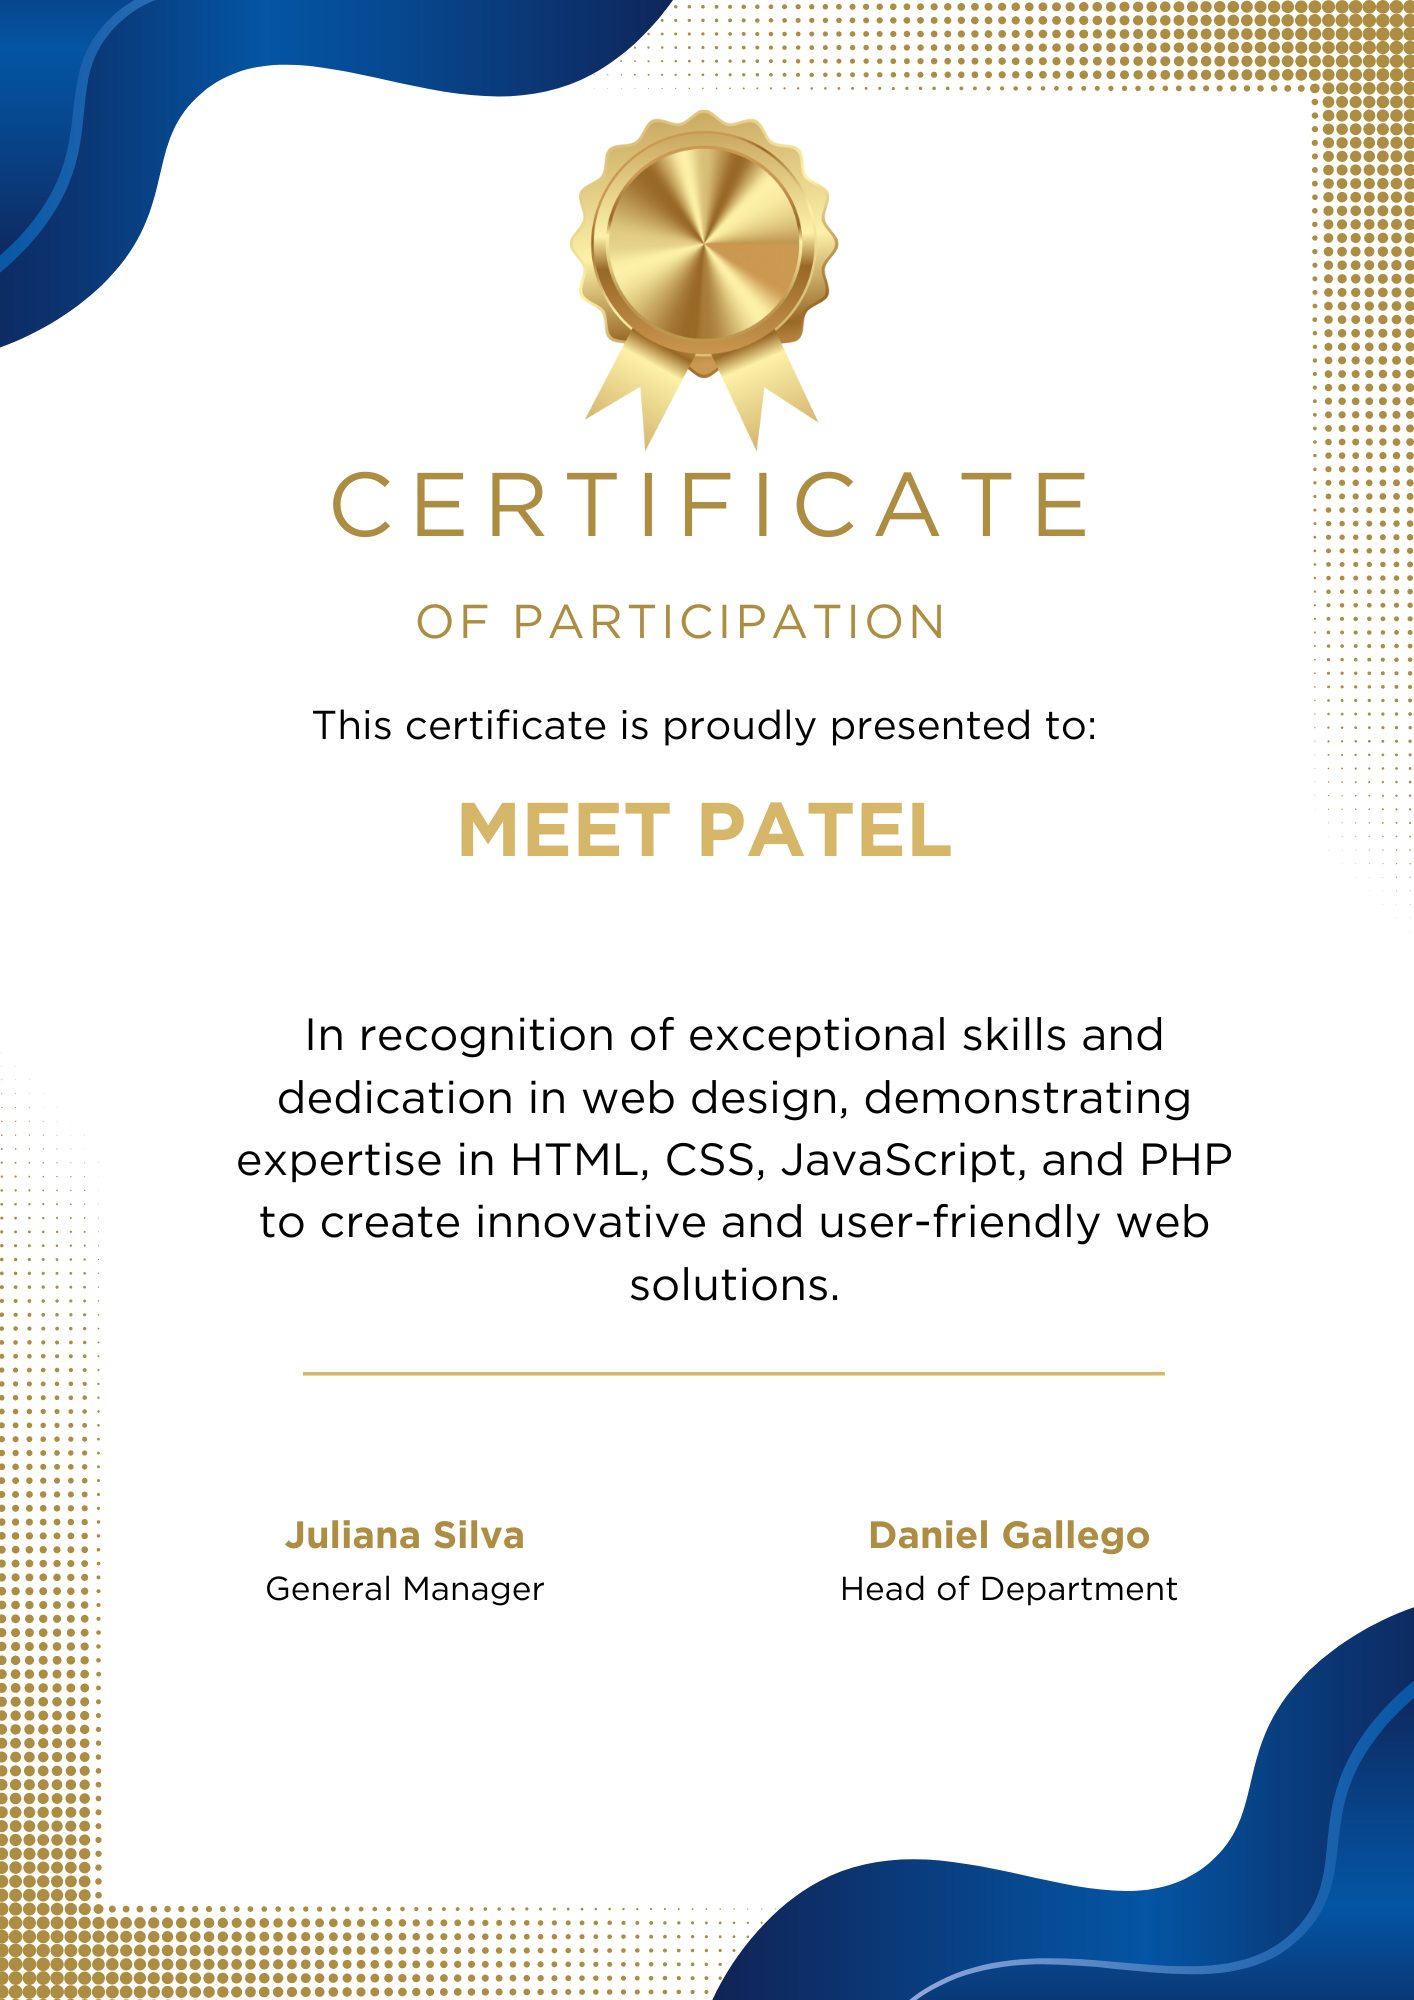 CERTIFICATE
OF PARTICIPATION
This certificate is proudly presented to:
MEET PATEL
In recognition of exceptional skills and
dedication in web design, demonstrating
expertise in HTML, CSS, JavaScript, and PHP
to create innovative and user-friendly web
solutions.
Juliana Silva
General Manager
Daniel Gallego
Head of Department